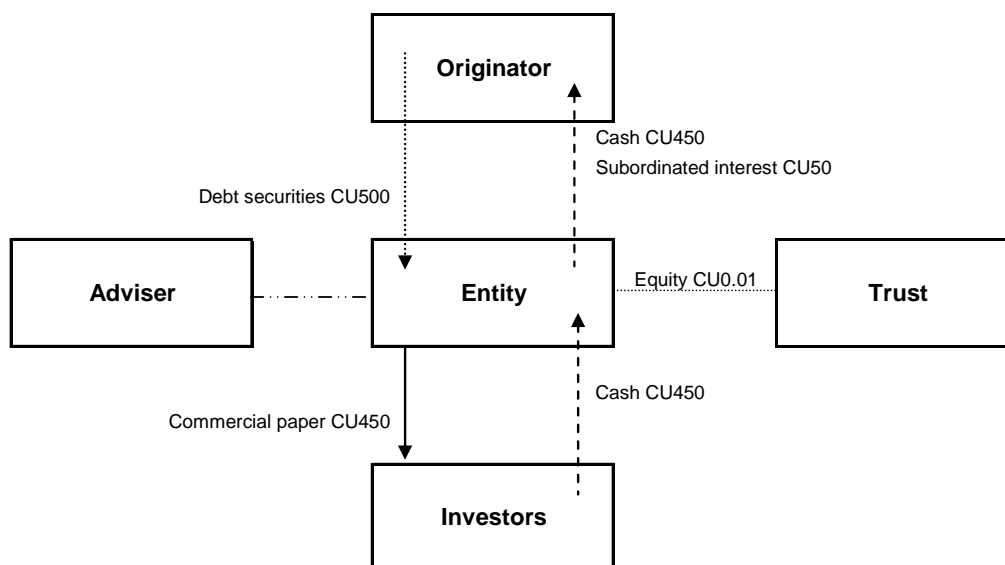 Originator
Cash CU450
Subordinated interest CU50
Debt securities CU500
Adviser
Entity
Equity CU0.01
Trust
Cash CU450
Commercial paper CU450
Investors